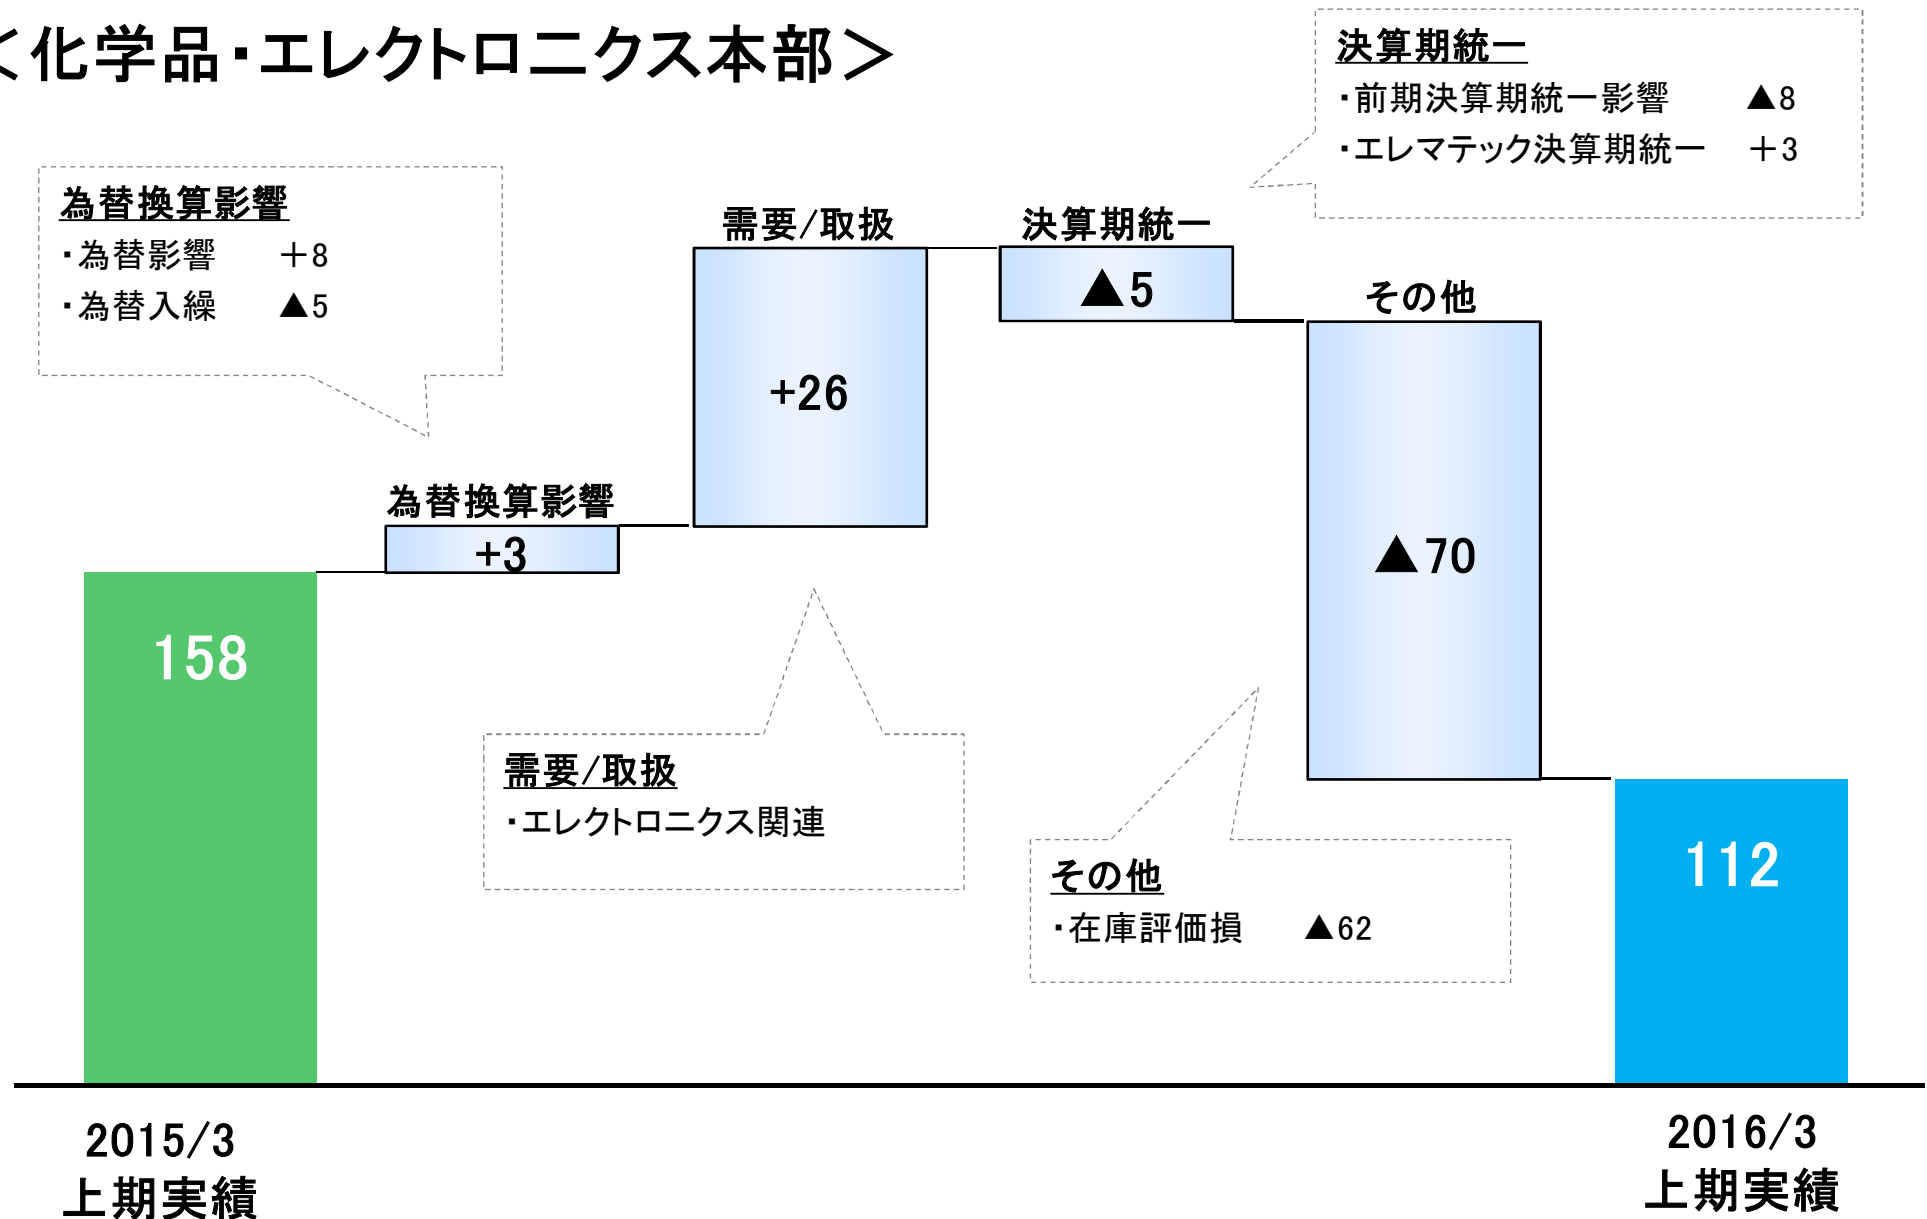 ＜化学品・エレクトロニクス本部＞
決算期統一
・前期決算期統一影響 ▲8
・エレマテック決算期統一 ＋3
為替換算影響
・為替影響 ＋8
・為替入繰 ▲5
需要/取扱
決算期統一
▲5
その他
+26
為替換算影響
+3
▲70
158
需要/取扱
・エレクトロニクス関連
その他
・在庫評価損 ▲62
112
2015/3
上期実績
2016/3
上期実績